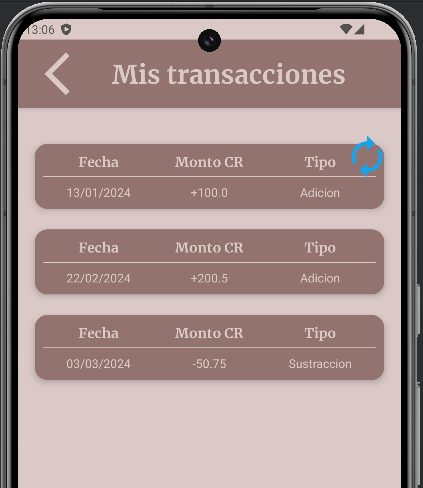 13:06
Mis transacciones
Fecha Monto CR Tipo
13/01/2024 +100.0 Adicion
Fecha Monto CR Tipo
22/02/2024 +200.5 Adicion
Fecha Monto CR Tipo
03/03/2024 -50.75 Sustraccion